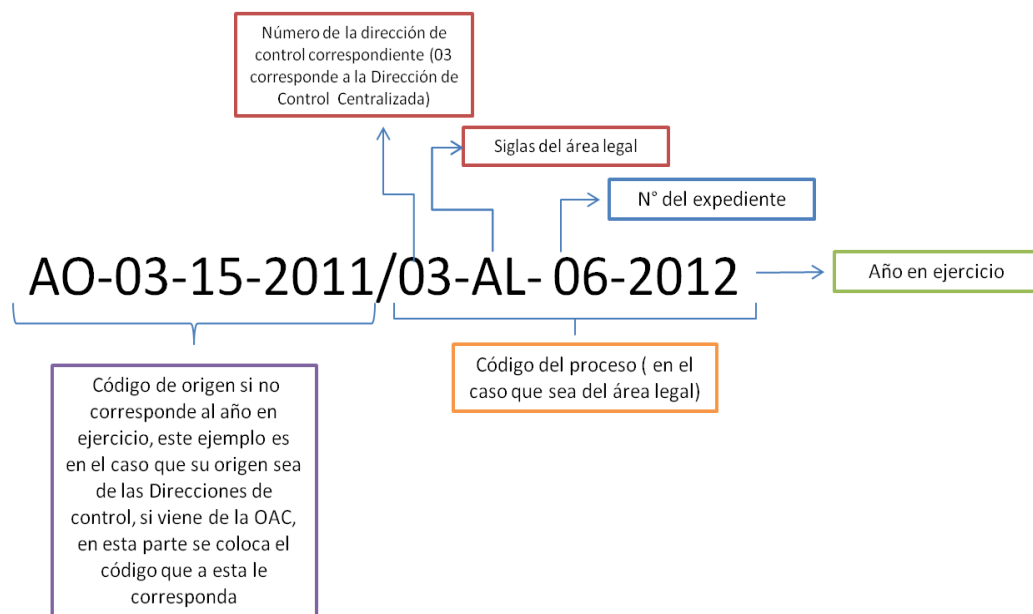 Número de la dirección de
control correspondiente (03
corresponde a la Dirección de
Control Centralizada)
Siglas del área legal
N° del expediente
AO-03-15-2011/03-AL- 06-2012
Año en ejercicio
Código de origen si no
corresponde al año en
ejercicio, este ejemplo es
en el caso que su origen sea
de las Direcciones de
control, si viene de la OAC,
en esta parte se coloca el
código que a esta le
corresponda
Código del proceso ( en el
caso que sea del área legal)